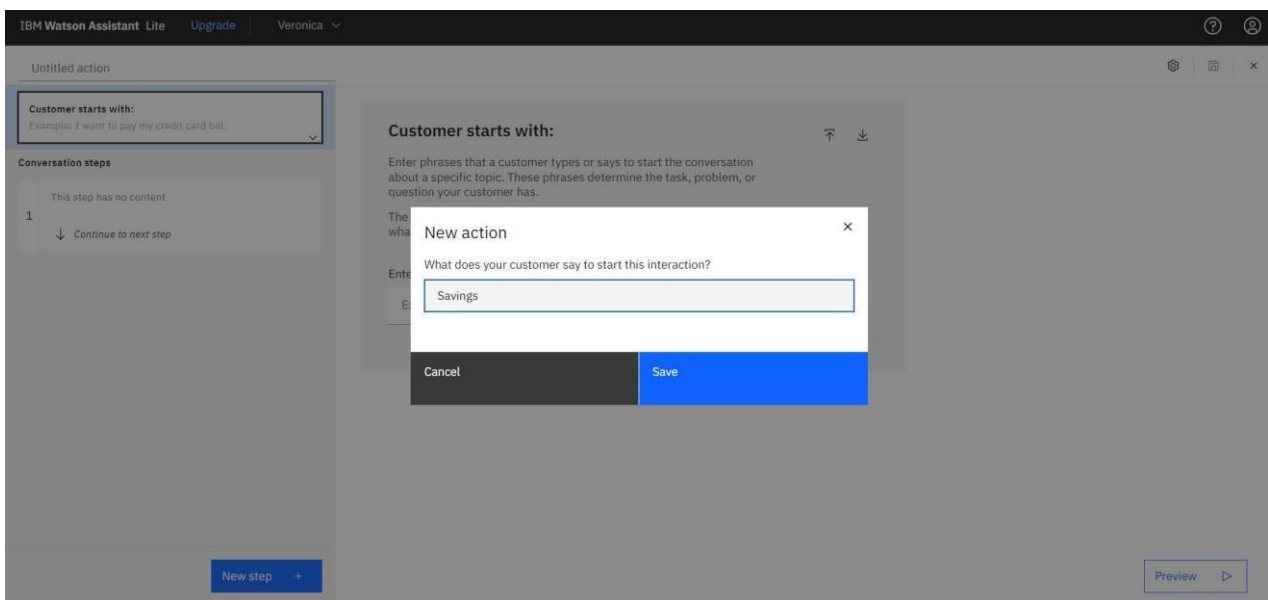 IBM Watson Assistant Lite Upgrade Veronica
Untitled action
Customer starts with:
Example: I want to pay my credit card bill.
Conversation steps
1
This step has no content
Continue to next step
New step +
Customer starts with:
Enter phrases that a customer types or says to start the conversation
about a specific topic. These phrases determine the task, problem, or
question your customer has.
The
wha
Ente
New action
What does your customer say to start this interaction?
Savings
Cancel
Save
Preview